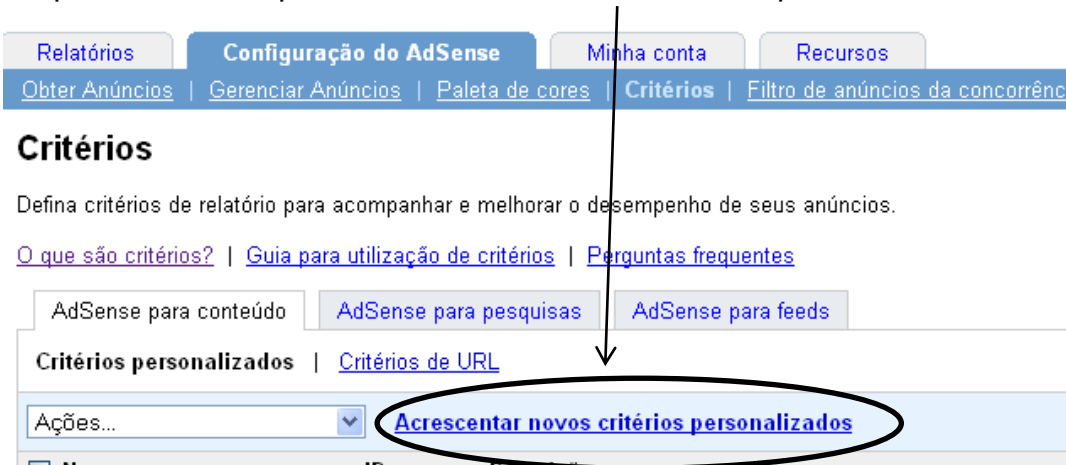 Relatórios Configuração do AdSense Minha conta Recursos
Obter Anúncios | Gerenciar Anúncios | Paleta de cores | Critérios | Filtro de anúncios da concorrênc
Critérios
Defina critérios de relatório para acompanhar e melhorar o desempenho de seus anúncios.
O que são critérios? | Guia para utilização de critérios | Perguntas frequentes
AdSense para conteúdo AdSense para pesquisas AdSense para feeds
Critérios personalizados | Critérios de URL
Ações... Acrescentar novos critérios personalizados